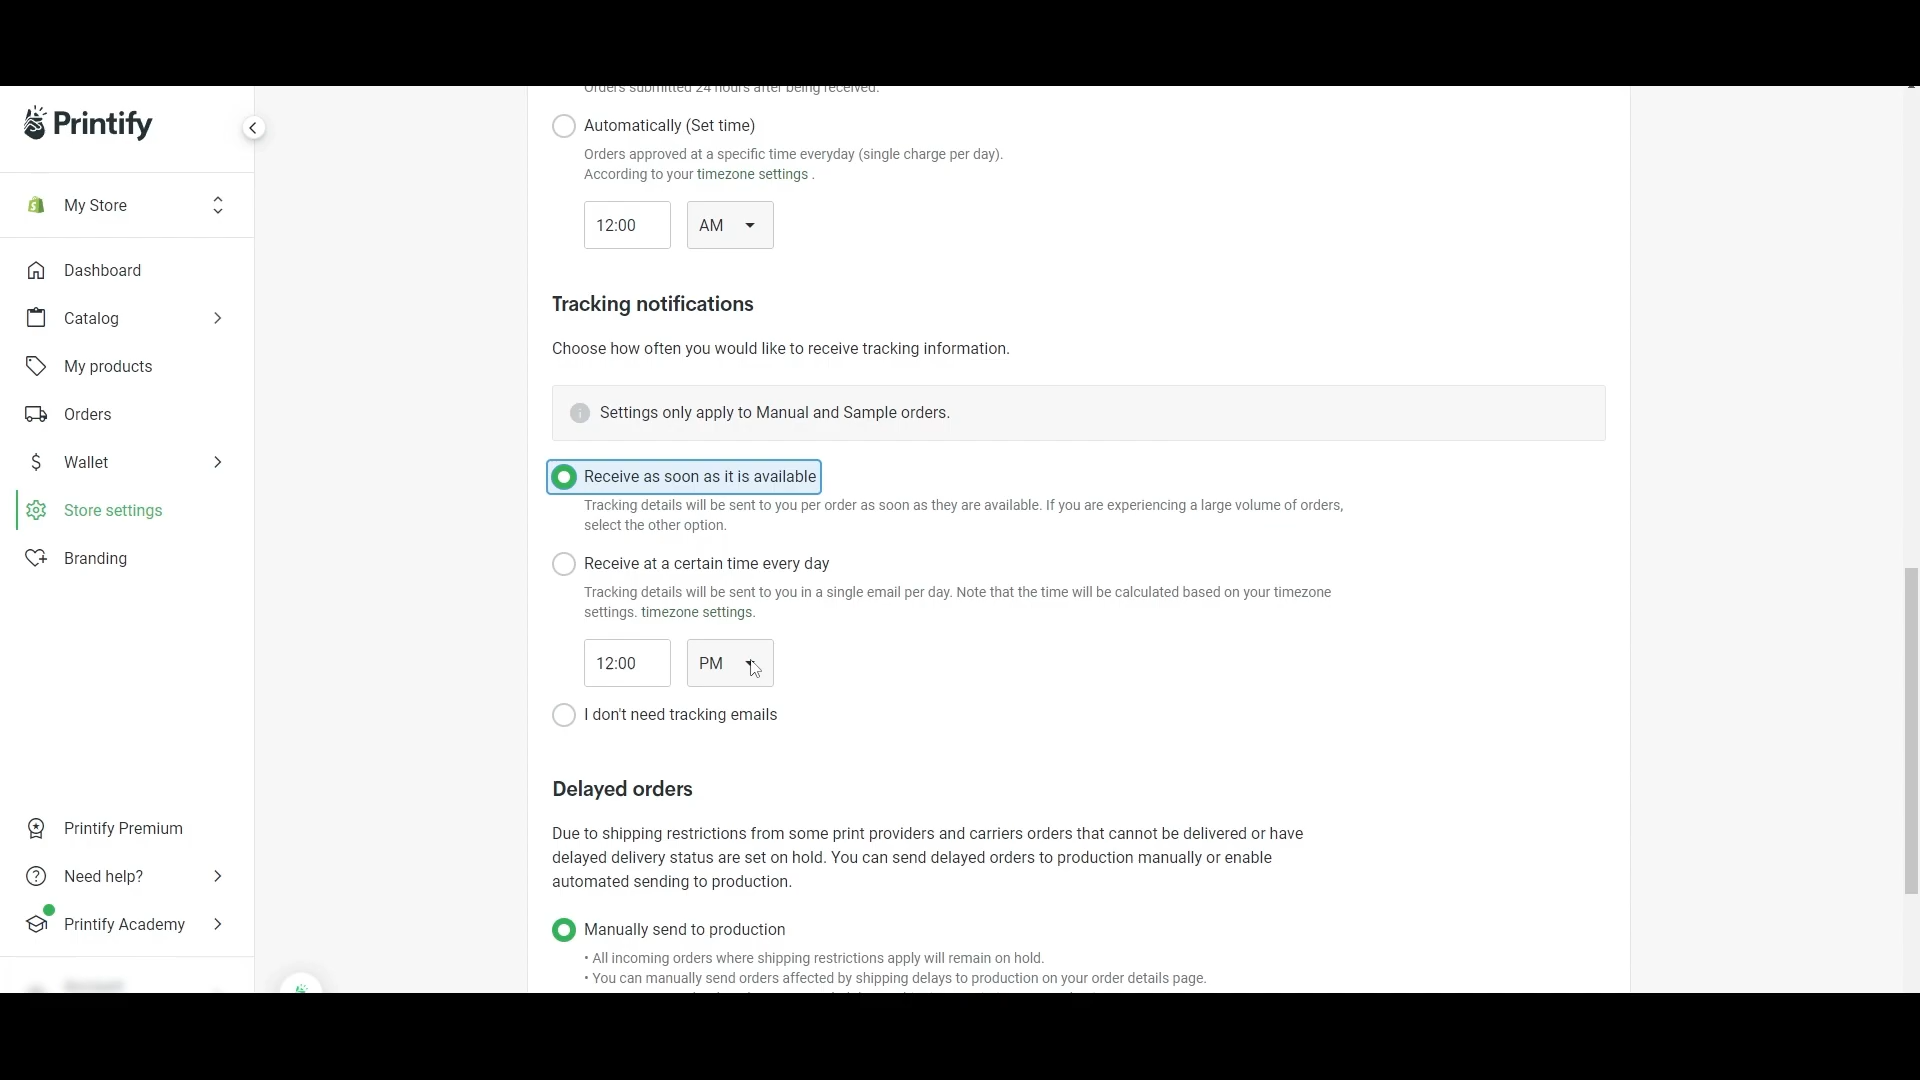 Orders submitted 24 hours after being received.
Printify
Automatically (Set time)
Orders approved at a specific time everyday (single charge per day).
According to your timezone settings .
My Store
12:00
AM
Dashboard
Tracking notifications
Catalog
Choose how often you would like to receive tracking information.
My products
Orders
Settings only apply to Manual and Sample orders.
Wallet
Receive as soon as it is available
Tracking details will be sent to you per order as soon as they are available. If you are experiencing a large volume of orders,
select the other option.
Store settings
Branding
Receive at a certain time every day
Tracking details will be sent to you in a single email per day. Note that the time will be calculated based on your timezone
settings. timezone settings.
12:00
PM
I don't need tracking emails
Delayed orders
Due to shipping restrictions from some print providers and carriers orders that cannot be delivered or have
delayed delivery status are set on hold. You can send delayed orders to production manually or enable
automated sending to production.
Printify Premium
Need help?
Printify Academy
Manually send to production
• All incoming orders where shipping restrictions apply will remain on hold.
• You can manually send orders affected by shipping delays to production on your order details page.